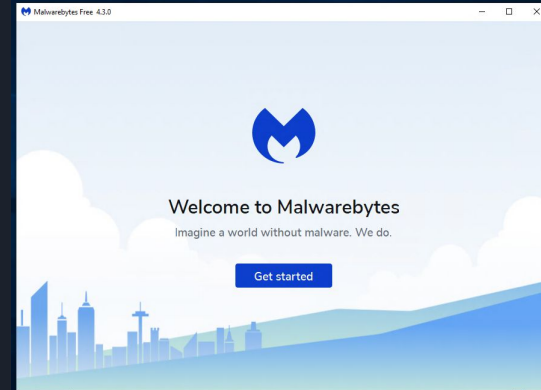 Malwarebytes Free 4.3.0
Welcome to Malwarebytes
Imagine a world without malware. We do.
Get started